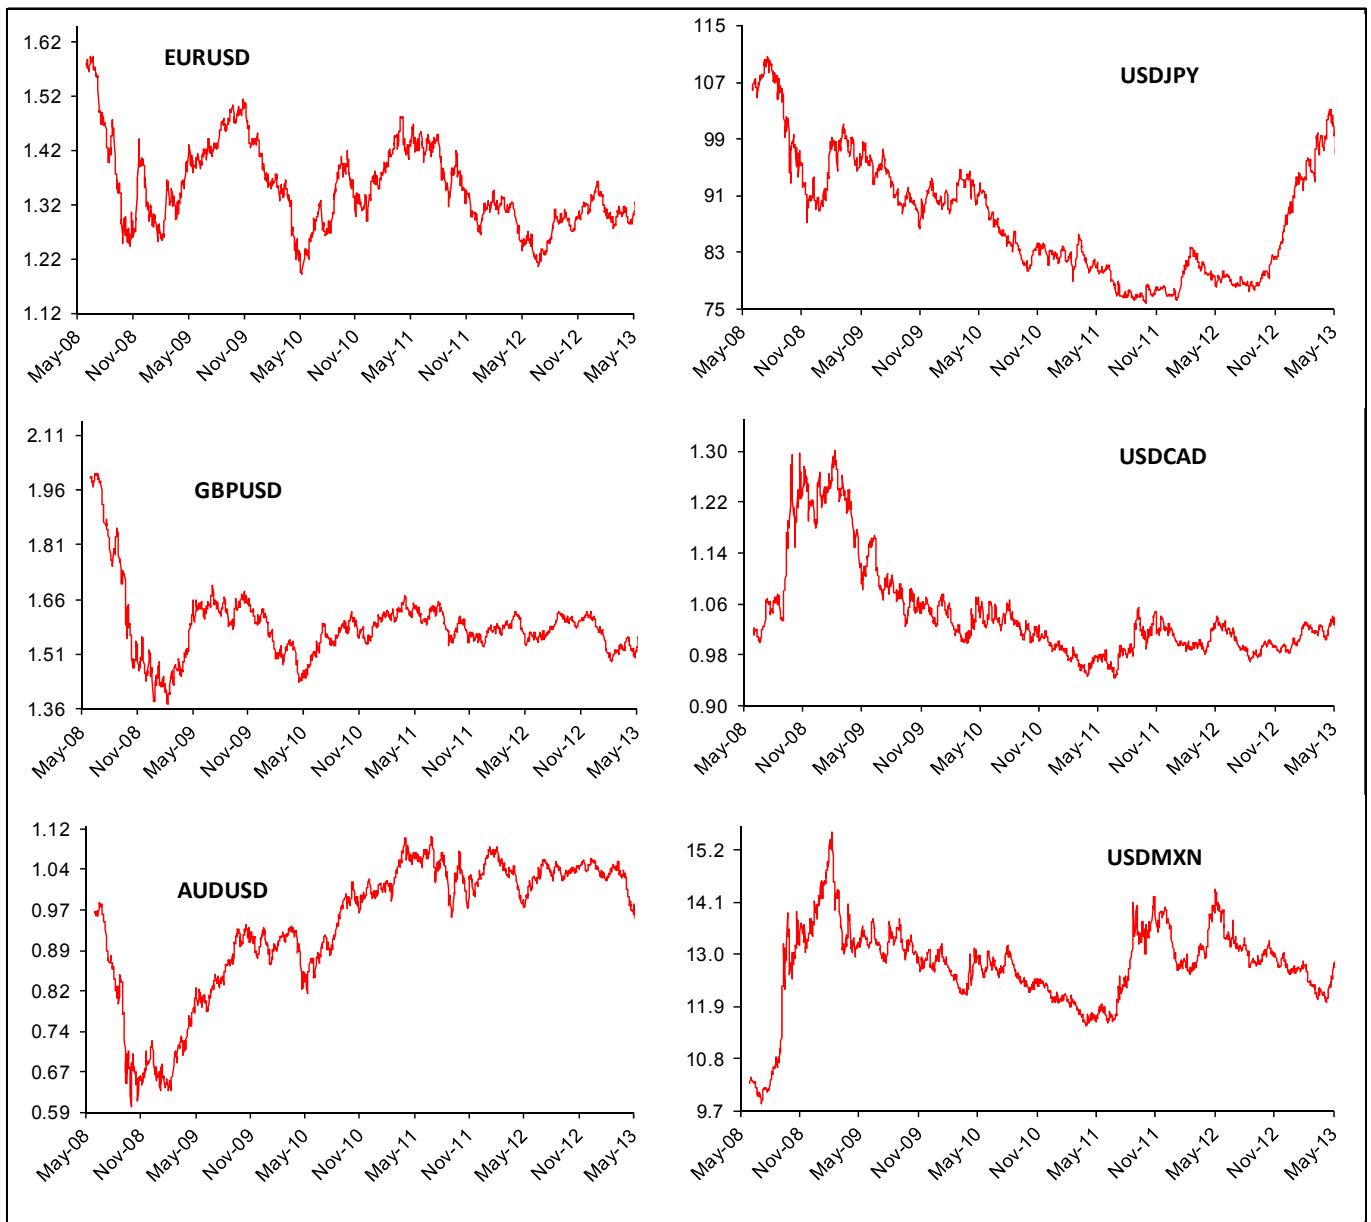 EURUSD
1.62
1.52
1.42
1.32
1.22
1.12
May-08
Nov-08
May-09
Nov-09
May-10
Nov-10
May-11
Nov-11
May-12
Nov-12
May-13
USDJPY
115
107
99
91
83
75
May-08
Nov-08
May-09
Nov-09
May-10
Nov-10
May-11
Nov-11
May-12
Nov-12
May-13
GBPUSD
2.11
1.96
1.81
1.66
1.51
1.36
May-08
Nov-08
May-09
Nov-09
May-10
Nov-10
May-11
Nov-11
May-12
Nov-12
May-13
USDCAD
1.30
1.22
1.14
1.06
0.98
0.90
May-08
Nov-08
May-09
Nov-09
May-10
Nov-10
May-11
Nov-11
May-12
Nov-12
May-13
AUDUSD
1.12
1.04
0.97
0.89
0.82
0.74
0.67
0.59
May-08
Nov-08
May-09
Nov-09
May-10
Nov-10
May-11
Nov-11
May-12
Nov-12
May-13
USDMXN
15.2
14.1
13.0
11.9
10.8
9.7
May-08
Nov-08
May-09
Nov-09
May-10
Nov-10
May-11
Nov-11
May-12
Nov-12
May-13